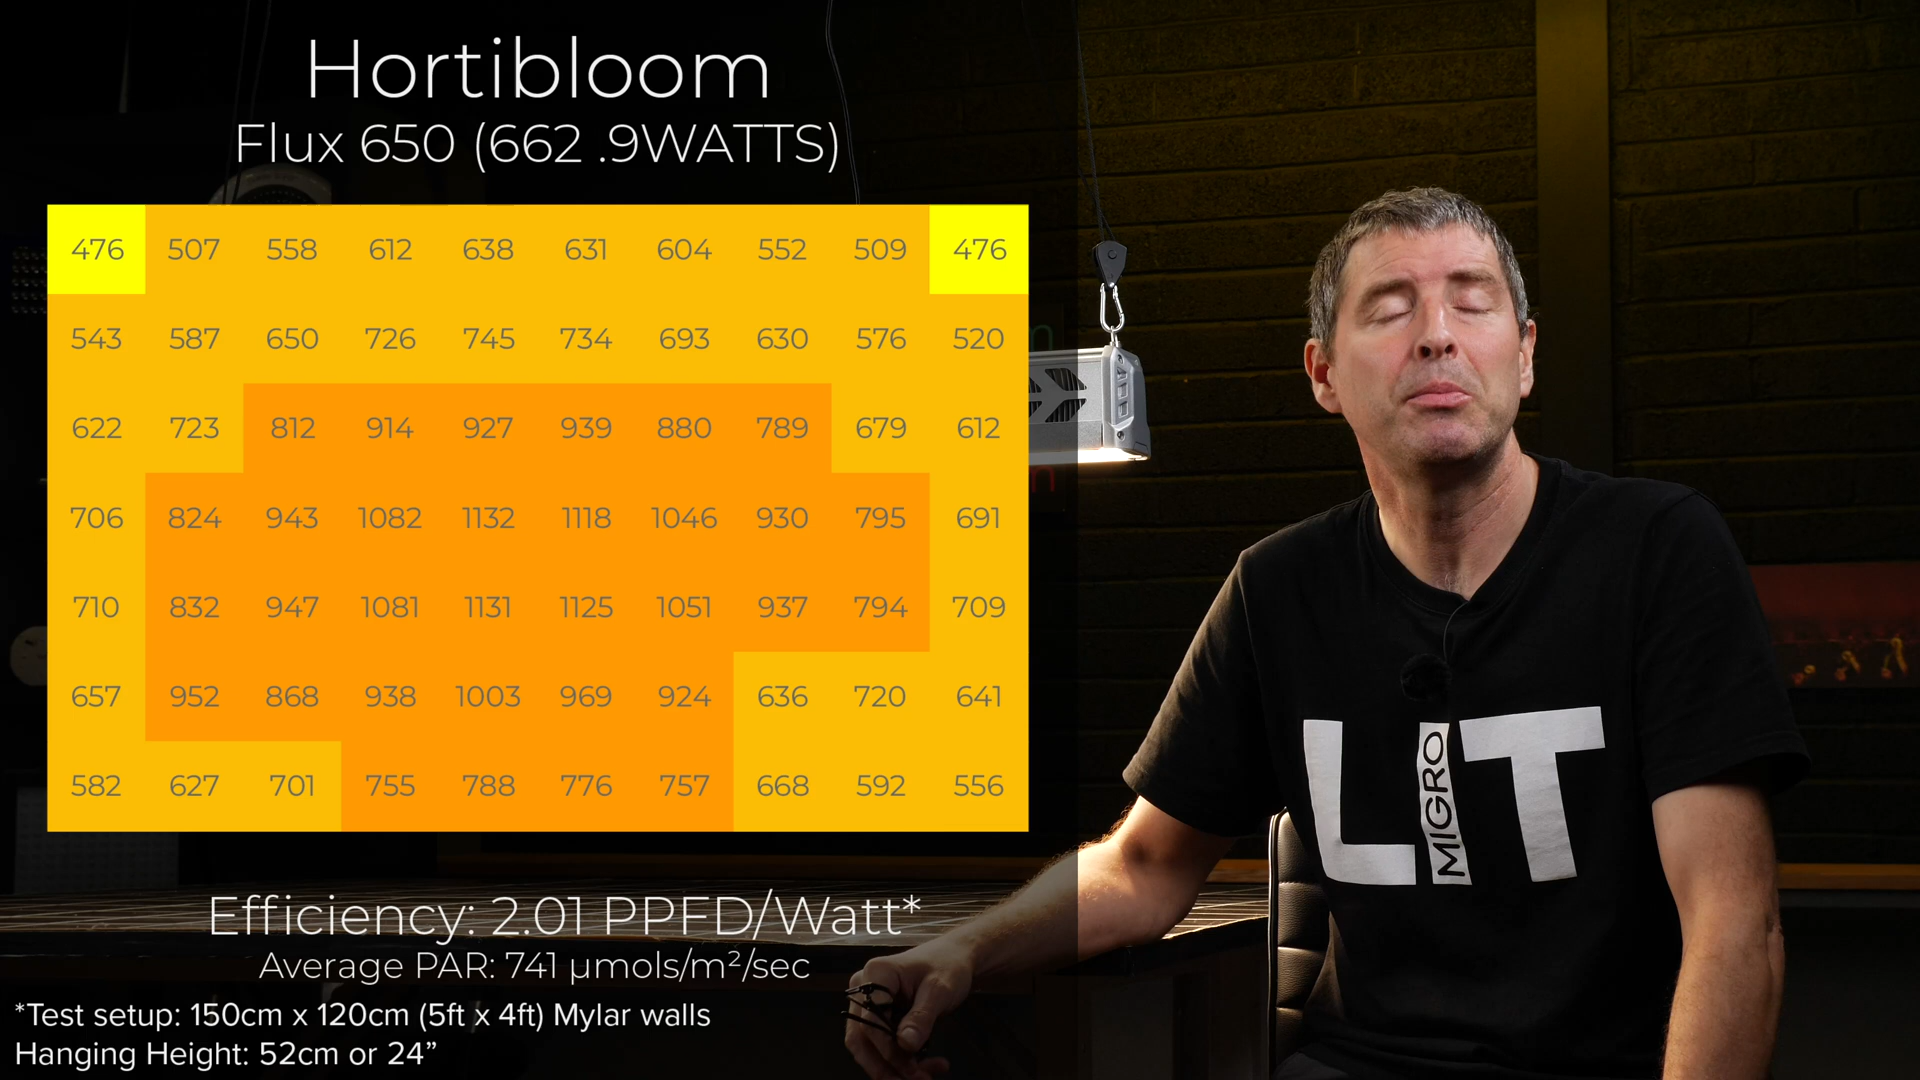 Hortibloom
Flux 650 (662 .9WATTS)
476 507 558 612 638 631 604 552 509 476
543 587 650 726 745 734 693 630 576 520
622 723 812 914 927 939 880 789 679 612
706 824 943 1082 1132 1118 1046 930 795 691
710 832 947 1081 1131 1125 1051 937 794 709
657 952 868 938 1003 969 924 636 720 641
582 627 701 755 788 776 757 668 592 556
Efficiency: 2.01 PPFD/Watt*
Average PAR: 741 µmols/m²/sec
*Test setup: 150cm x 120cm (5ft x 4ft) Mylar walls
Hanging Height: 52cm or 24”
LIT
MIGRO